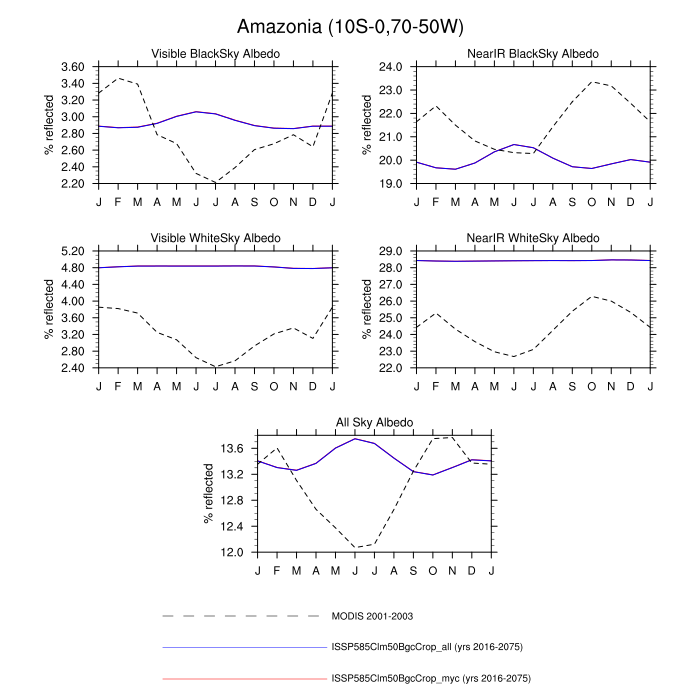 Amazonia (10S-0,70-50W)
Visible BlackSky Albedo
% reflected
3.60
3.40
3.20
3.00
2.80
2.60
2.40
2.20
J F M A M J J A S O N D J
NearIR BlackSky Albedo
% reflected
24.0
23.0
22.0
21.0
20.0
19.0
J F M A M J J A S O N D J
Visible WhiteSky Albedo
% reflected
5.20
4.80
4.40
4.00
3.60
3.20
2.80
2.40
J F M A M J J A S O N D J
NearIR WhiteSky Albedo
% reflected
29.0
28.0
27.0
26.0
25.0
24.0
23.0
22.0
J F M A M J J A S O N D J
All Sky Albedo
% reflected
13.6
13.2
12.8
12.4
12.0
J F M A M J J A S O N D J
MODIS 2001-2003
ISSP585Clm50BgcCrop_all (yrs 2016-2075)
ISSP585Clm50BgcCrop_myc (yrs 2016-2075)